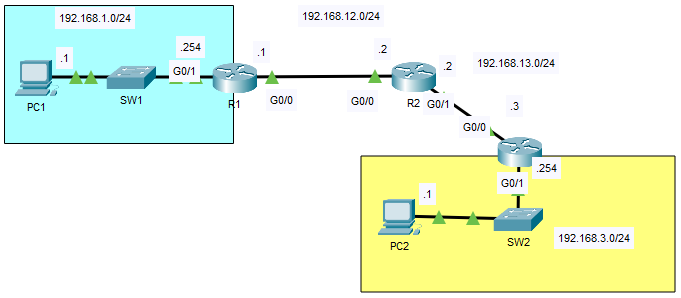 192.168.1.0/24
192.168.12.0/24
.1
.254
G0/1
PC1
SW1
R1
.1
G0/0
.2
G0/0
R2
.2
G0/1
192.168.13.0/24
G0/0
.3
.254
G0/1
.1
PC2
SW2
192.168.3.0/24